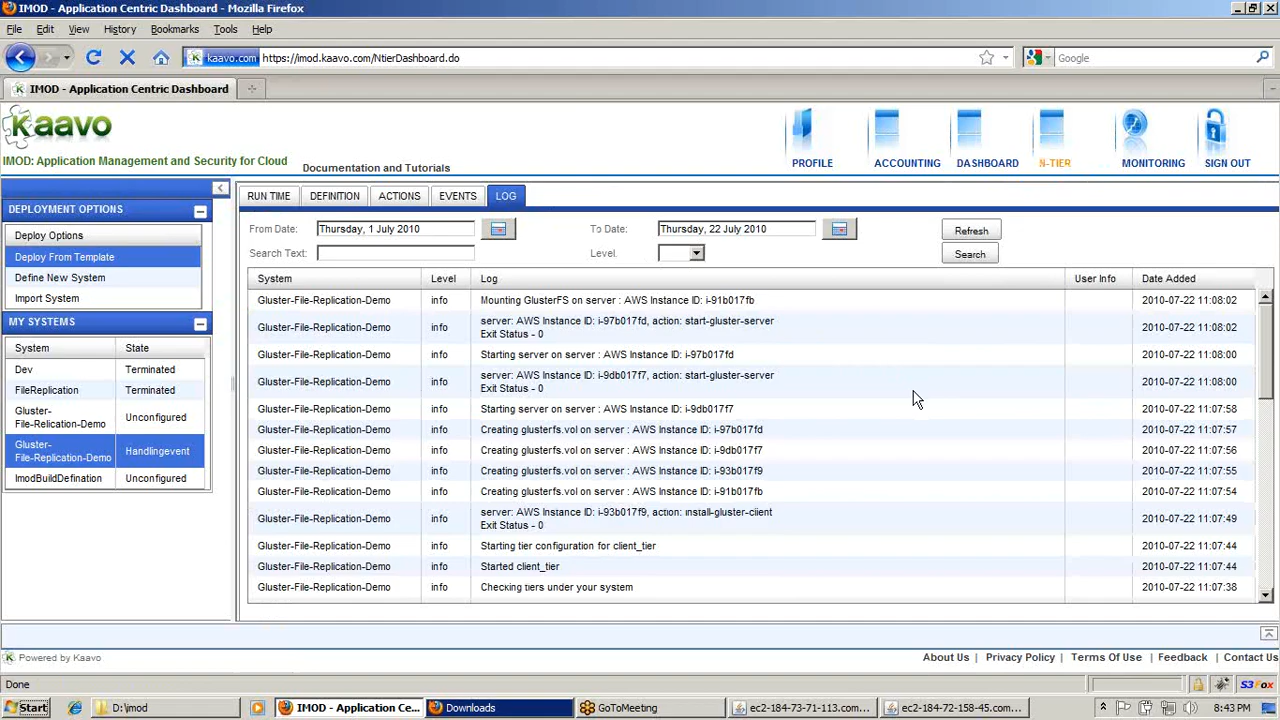 IMOD - Application Centric Dashboard - Mozilla Firefox
File Edit View History Bookmarks Tools Help
kaavo.com https://imod.kaavo.com/NtierDashboard.do
Google
IMOD - Application Centric Dashboard
kaavo
IMOD: Application Management and Security for Cloud
Documentation and Tutorials
PROFILE ACCOUNTING DASHBOARD N-TIER MONITORING SIGN OUT
DEPLOYMENT OPTIONS
Deploy Options
Deploy From Template
Define New System
Import System
MY SYSTEMS
System State
Dev Terminated
FileReplication Terminated
Gluster-
File-Relication-Demo Unconfigured
Gluster-
File-Replication-Demo Handlingevent
ImodBuildDefination Unconfigured
RUN TIME DEFINITION ACTIONS EVENTS LOG
From Date: Thursday, 1 July 2010 To Date: Thursday, 22 July 2010 Refresh
Search Text: Level: Search
System Level Log User Info Date Added
Gluster-File-Replication-Demo info Mounting GlusterFS on server : AWS Instance ID: i-91b017fb 2010-07-22 11:08:02
Gluster-File-Replication-Demo info server: AWS Instance ID: i-97b017fd, action: start-gluster-server 2010-07-22 11:08:02
Exit Status - 0
Gluster-File-Replication-Demo info Starting server on server : AWS Instance ID: i-97b017fd 2010-07-22 11:08:00
Gluster-File-Replication-Demo info server: AWS Instance ID: i-9db017f7, action: start-gluster-server 2010-07-22 11:08:00
Exit Status - 0
Gluster-File-Replication-Demo info Starting server on server : AWS Instance ID: i-9db017f7 2010-07-22 11:07:58
Gluster-File-Replication-Demo info Creating glusterfs.vol on server : AWS Instance ID: i-97b017fd 2010-07-22 11:07:57
Gluster-File-Replication-Demo info Creating glusterfs.vol on server : AWS Instance ID: i-9db017f7 2010-07-22 11:07:56
Gluster-File-Replication-Demo info Creating glusterfs.vol on server : AWS Instance ID: i-93b017f9 2010-07-22 11:07:55
Gluster-File-Replication-Demo info Creating glusterfs.vol on server : AWS Instance ID: i-91b017fb 2010-07-22 11:07:54
Gluster-File-Replication-Demo info server: AWS Instance ID: i-93b017f9, action: install-gluster-client 2010-07-22 11:07:49
Exit Status - 0
Gluster-File-Replication-Demo info Starting tier configuration for client_tier 2010-07-22 11:07:44
Gluster-File-Replication-Demo info Started client_tier 2010-07-22 11:07:44
Gluster-File-Replication-Demo info Checking tiers under your system 2010-07-22 11:07:38
Powered by Kaavo
About Us | Privacy Policy | Terms Of Use | Feedback | Contact Us
Done
S3Fox
Start D:\imod IMOD - Application Ce... Downloads GoToMeeting ec2-184-73-71-113.com... ec2-184-72-158-45.com... 8:43 PM